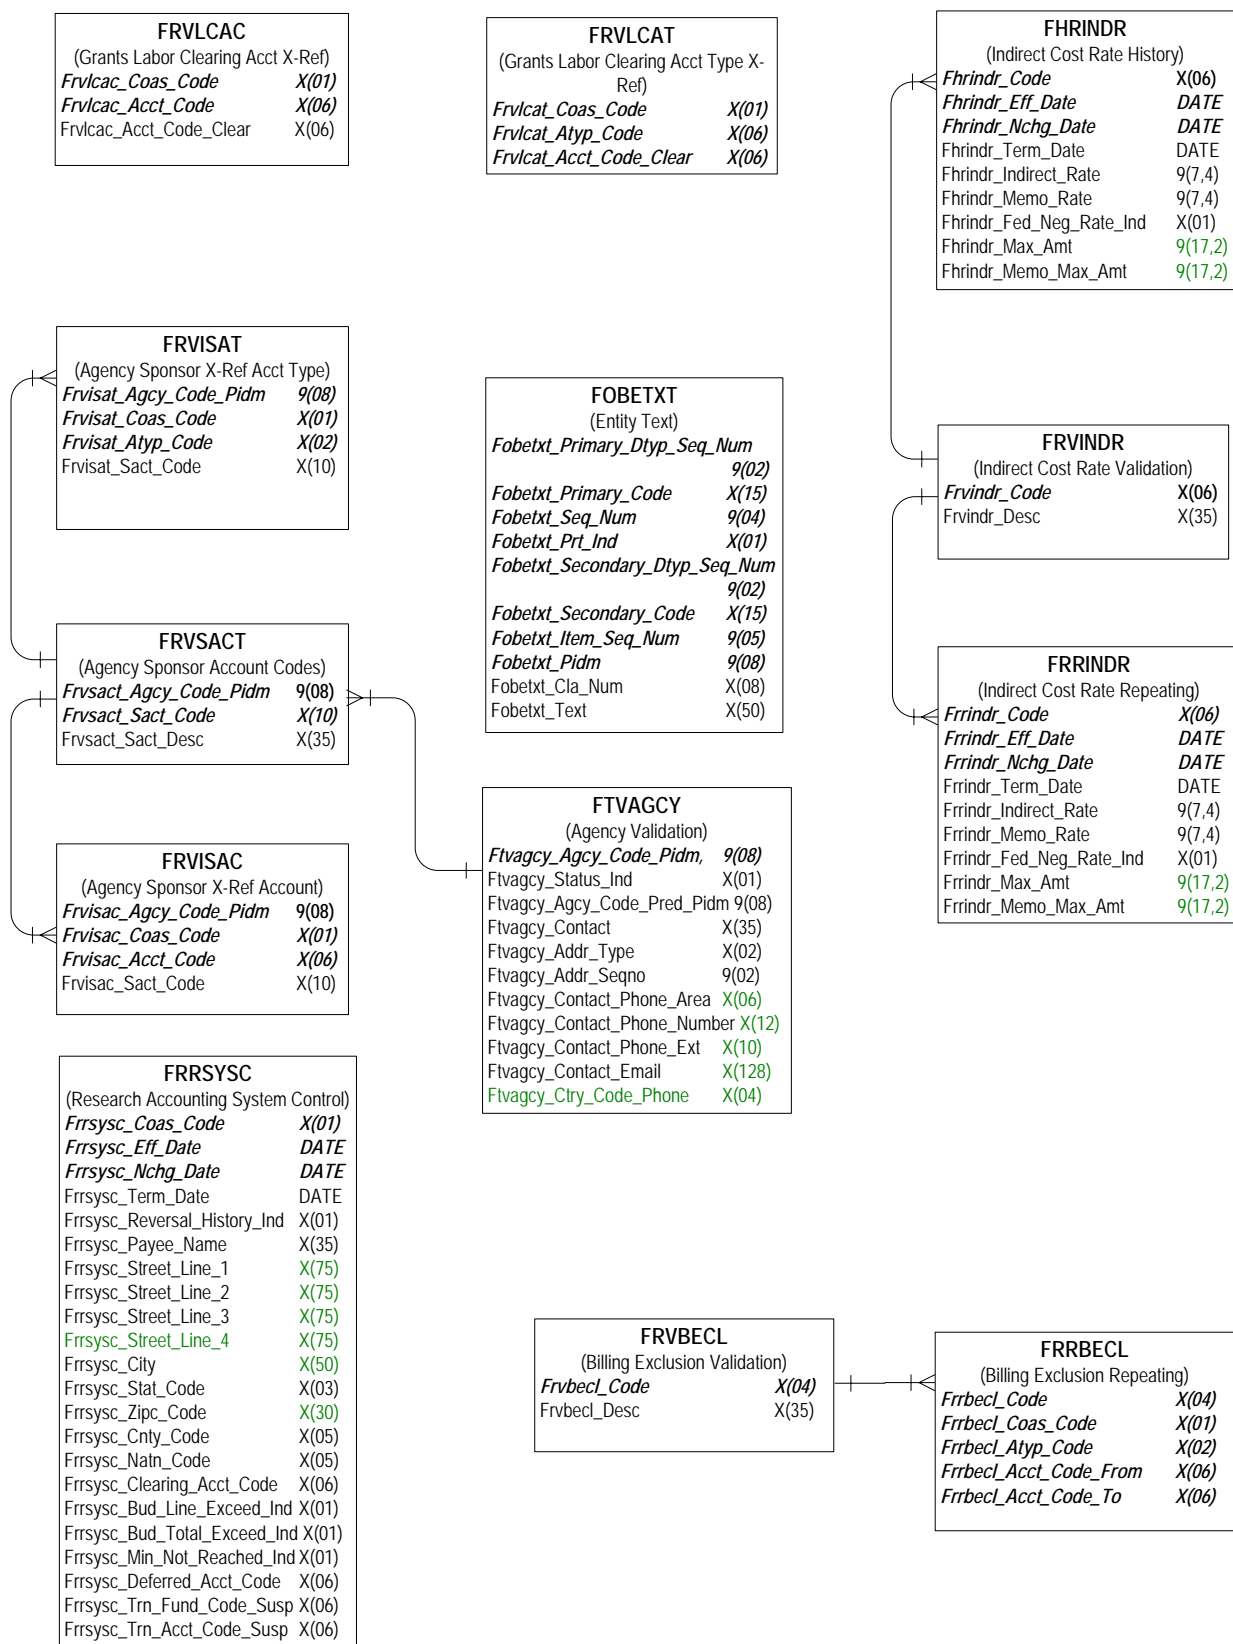 FRVLCAC
(Grants Labor Clearing Acct X-Ref)
Frvlcac_Coas_Code X(01)
Frvlcac_Acct_Code X(06)
Frvlcac_Acct_Code_Clear X(06)
FRVLCAT
(Grants Labor Clearing Acct Type X-
Ref)
Frvlcat_Coas_Code X(01)
Frvlcat_Atyp_Code X(06)
Frvlcat_Acct_Code_Clear X(06)
FHRINDR
(Indirect Cost Rate History)
Fhrindr_Code X(06)
Fhrindr_Eff_Date DATE
Fhrindr_Nchg_Date DATE
Fhrindr_Term_Date DATE
Fhrindr_Indirect_Rate 9(7,4)
Fhrindr_Memo_Rate 9(7,4)
Fhrindr_Fed_Neg_Rate_Ind X(01)
Fhrindr_Max_Amt 9(17,2)
Fhrindr_Memo_Max_Amt 9(17,2)
FRVISAT
(Agency Sponsor X-Ref Acct Type)
Frvisat_Agcy_Code_Pidm 9(08)
Frvisat_Coas_Code X(01)
Frvisat_Atyp_Code X(02)
Frvisat_Sact_Code X(10)
FOBETXT
(Entity Text)
Fobetxt_Primary_Dtyp_Seq_Num
9(02)
Fobetxt_Primary_Code X(15)
Fobetxt_Seq_Num 9(04)
Fobetxt_Prt_Ind X(01)
Fobetxt_Secondary_Dtyp_Seq_Num
9(02)
Fobetxt_Secondary_Code X(15)
Fobetxt_Item_Seq_Num 9(05)
Fobetxt_Pidm 9(08)
Fobetxt_Cla_Num X(08)
Fobetxt_Text X(50)
FRVINDR
(Indirect Cost Rate Validation)
Frvindr_Code X(06)
Frvindr_Desc X(35)
FRVSACT
(Agency Sponsor Account Codes)
Frvsact_Agcy_Code_Pidm 9(08)
Frvsact_Sact_Code X(10)
Frvsact_Sact_Desc X(35)
FRRINDR
(Indirect Cost Rate Repeating)
Frrindr_Code X(06)
Frrindr_Eff_Date DATE
Frrindr_Nchg_Date DATE
Frrindr_Term_Date DATE
Frrindr_Indirect_Rate 9(7,4)
Frrindr_Memo_Rate 9(7,4)
Frrindr_Fed_Neg_Rate_Ind X(01)
Frrindr_Max_Amt 9(17,2)
Frrindr_Memo_Max_Amt 9(17,2)
FTVAGCY
(Agency Validation)
Ftvagcy_Agcy_Code_Pidm, 9(08)
Ftvagcy_Status_Ind X(01)
Ftvagcy_Agcy_Code_Pred_Pidm 9(08)
Ftvagcy_Contact X(35)
Ftvagcy_Addr_Type X(02)
Ftvagcy_Addr_Seqno 9(02)
Ftvagcy_Contact_Phone_Area X(06)
Ftvagcy_Contact_Phone_Number X(12)
Ftvagcy_Contact_Phone_Ext X(10)
Ftvagcy_Contact_Email X(128)
Ftvagcy_Ctry_Code_Phone X(04)
FRVISAC
(Agency Sponsor X-Ref Account)
Frvisac_Agcy_Code_Pidm 9(08)
Frvisac_Coas_Code X(01)
Frvisac_Acct_Code X(06)
Frvisac_Sact_Code X(10)
FRRSYSC
(Research Accounting System Control)
Frrsysc_Coas_Code X(01)
Frrsysc_Eff_Date DATE
Frrsysc_Nchg_Date DATE
Frrsysc_Term_Date DATE
Frrsysc_Reversal_History_Ind X(01)
Frrsysc_Payee_Name X(35)
Frrsysc_Street_Line_1 X(75)
Frrsysc_Street_Line_2 X(75)
Frrsysc_Street_Line_3 X(75)
Frrsysc_Street_Line_4 X(75)
Frrsysc_City X(50)
Frrsysc_Stat_Code X(03)
Frrsysc_Zipc_Code X(30)
Frrsysc_Cnty_Code X(05)
Frrsysc_Natn_Code X(05)
Frrsysc_Clearing_Acct_Code X(06)
Frrsysc_Bud_Line_Exceed_Ind X(01)
Frrsysc_Bud_Total_Exceed_Ind X(01)
Frrsysc_Min_Not_Reached_Ind X(01)
Frrsysc_Deferred_Acct_Code X(06)
Frrsysc_Trn_Fund_Code_Susp X(06)
Frrsysc_Trn_Acct_Code_Susp X(06)
FRVBECL
(Billing Exclusion Validation)
Frvbecl_Code X(04)
Frvbecl_Desc X(35)
FRRBECL
(Billing Exclusion Repeating)
Frrbecl_Code X(04)
Frrbecl_Coas_Code X(01)
Frrbecl_Atyp_Code X(02)
Frrbecl_Acct_Code_From X(06)
Frrbecl_Acct_Code_To X(06)